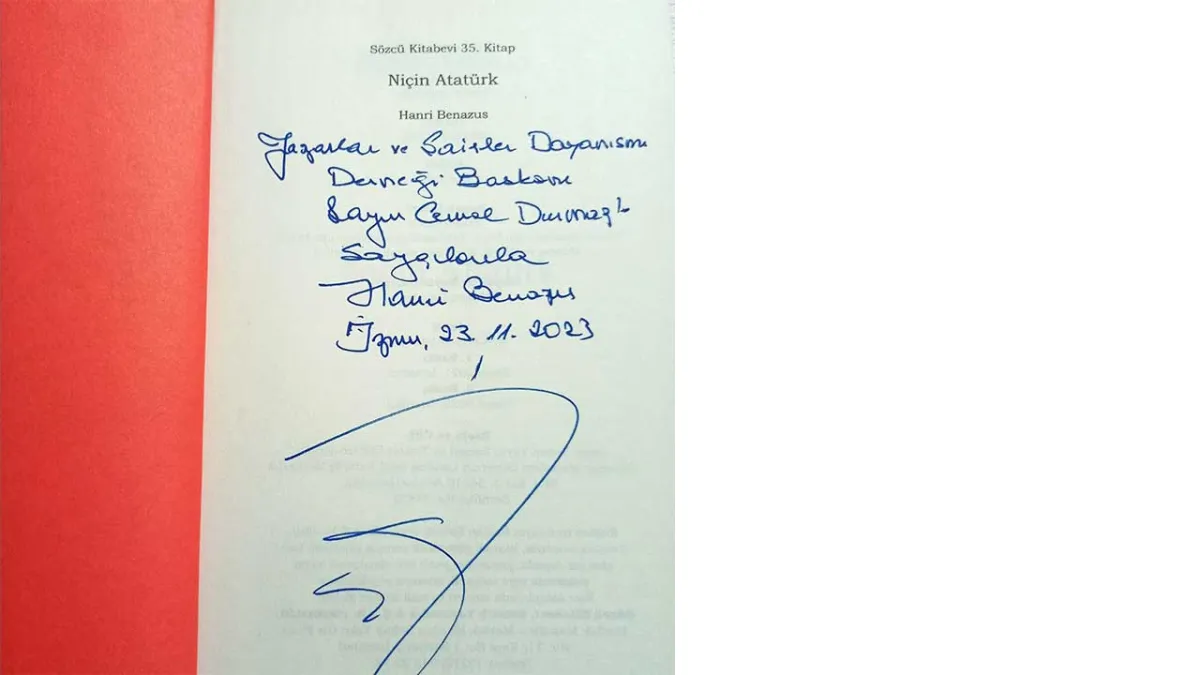 Sözcü Kitabevi 35. Kitap
Niçin Atatürk
Hanri Benazus
Yazarlar ve Şairler Dayanışma
Derneği Başkanı
Sayın Cemal Durmaz'a
Saygılarla
Hanri Benazus
İzmir, 23.11.2023